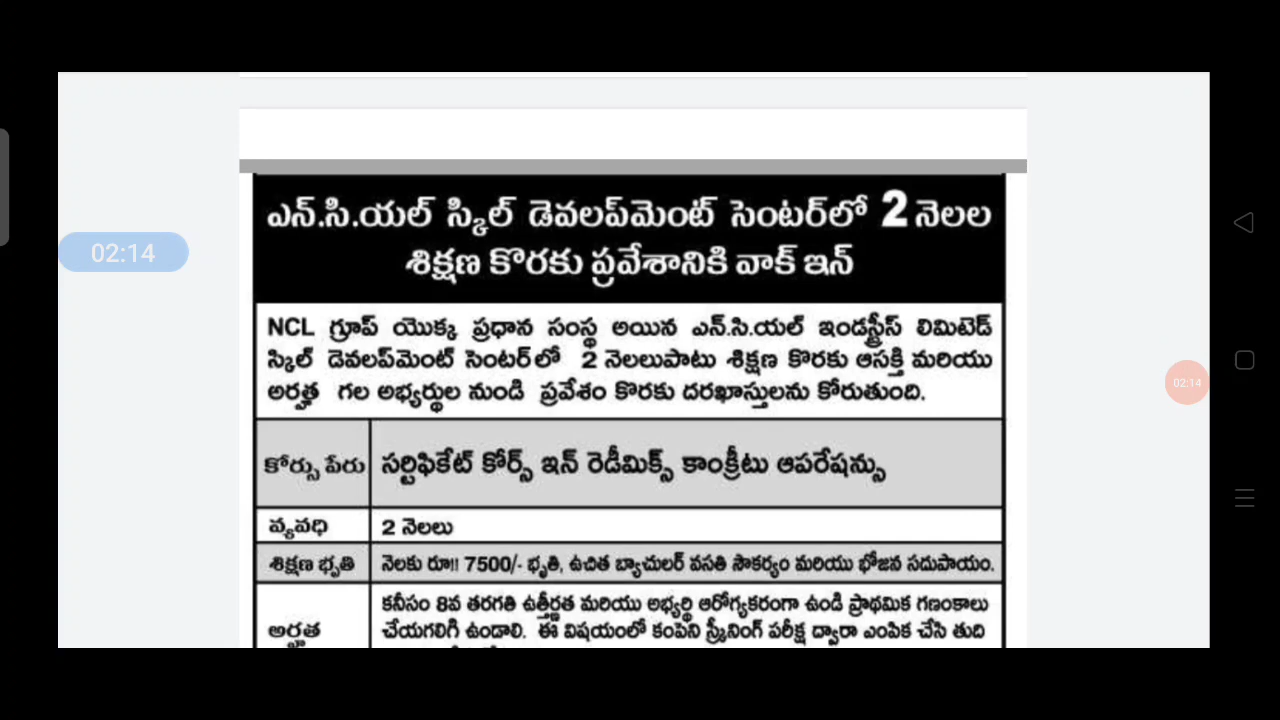 ఎన్.సి.యల్ స్కిల్ డెవలప్‌మెంట్ సెంటర్‌లో 2 నెలల
శిక్షణ కొరకు ప్రవేశానికి వాక్ ఇన్
02:14
NCL గ్రూప్ యొక్క ప్రధాన సంస్థ అయిన ఎన్.సి.యల్ ఇండస్ట్రీస్ లిమిటెడ్
స్కిల్ డెవలప్‌మెంట్ సెంటర్‌లో 2 నెలలుపాటు శిక్షణ కొరకు ఆసక్తి మరియు
అర్హత గల అభ్యర్థుల నుండి ప్రవేశం కొరకు దరఖాస్తులను కోరుతుంది.
02:14
కోర్సు పేరు సర్టిఫికేట్ కోర్స్ ఇన్ రెడీమిక్స్ కాంక్రీటు ఆపరేషన్సు
వ్యవధి 2 నెలలు
శిక్షణ భృతి నెలకు రూ!! 7500/- భృతి, ఉచిత బ్యాచులర్ వసతి సౌకర్యం మరియు భోజన సదుపాయం.
కనీసం 8వ తరగతి ఉత్తీర్ణత మరియు అభ్యర్థి ఆరోగ్యకరంగా ఉండి ప్రాథమిక గణంకాలు
అర్హత చేయగలిగి ఉండాలి. ఈ విషయంలో కంపెని స్క్రీనింగ్ పరీక్ష ద్వారా ఎంపిక చేసి తుది